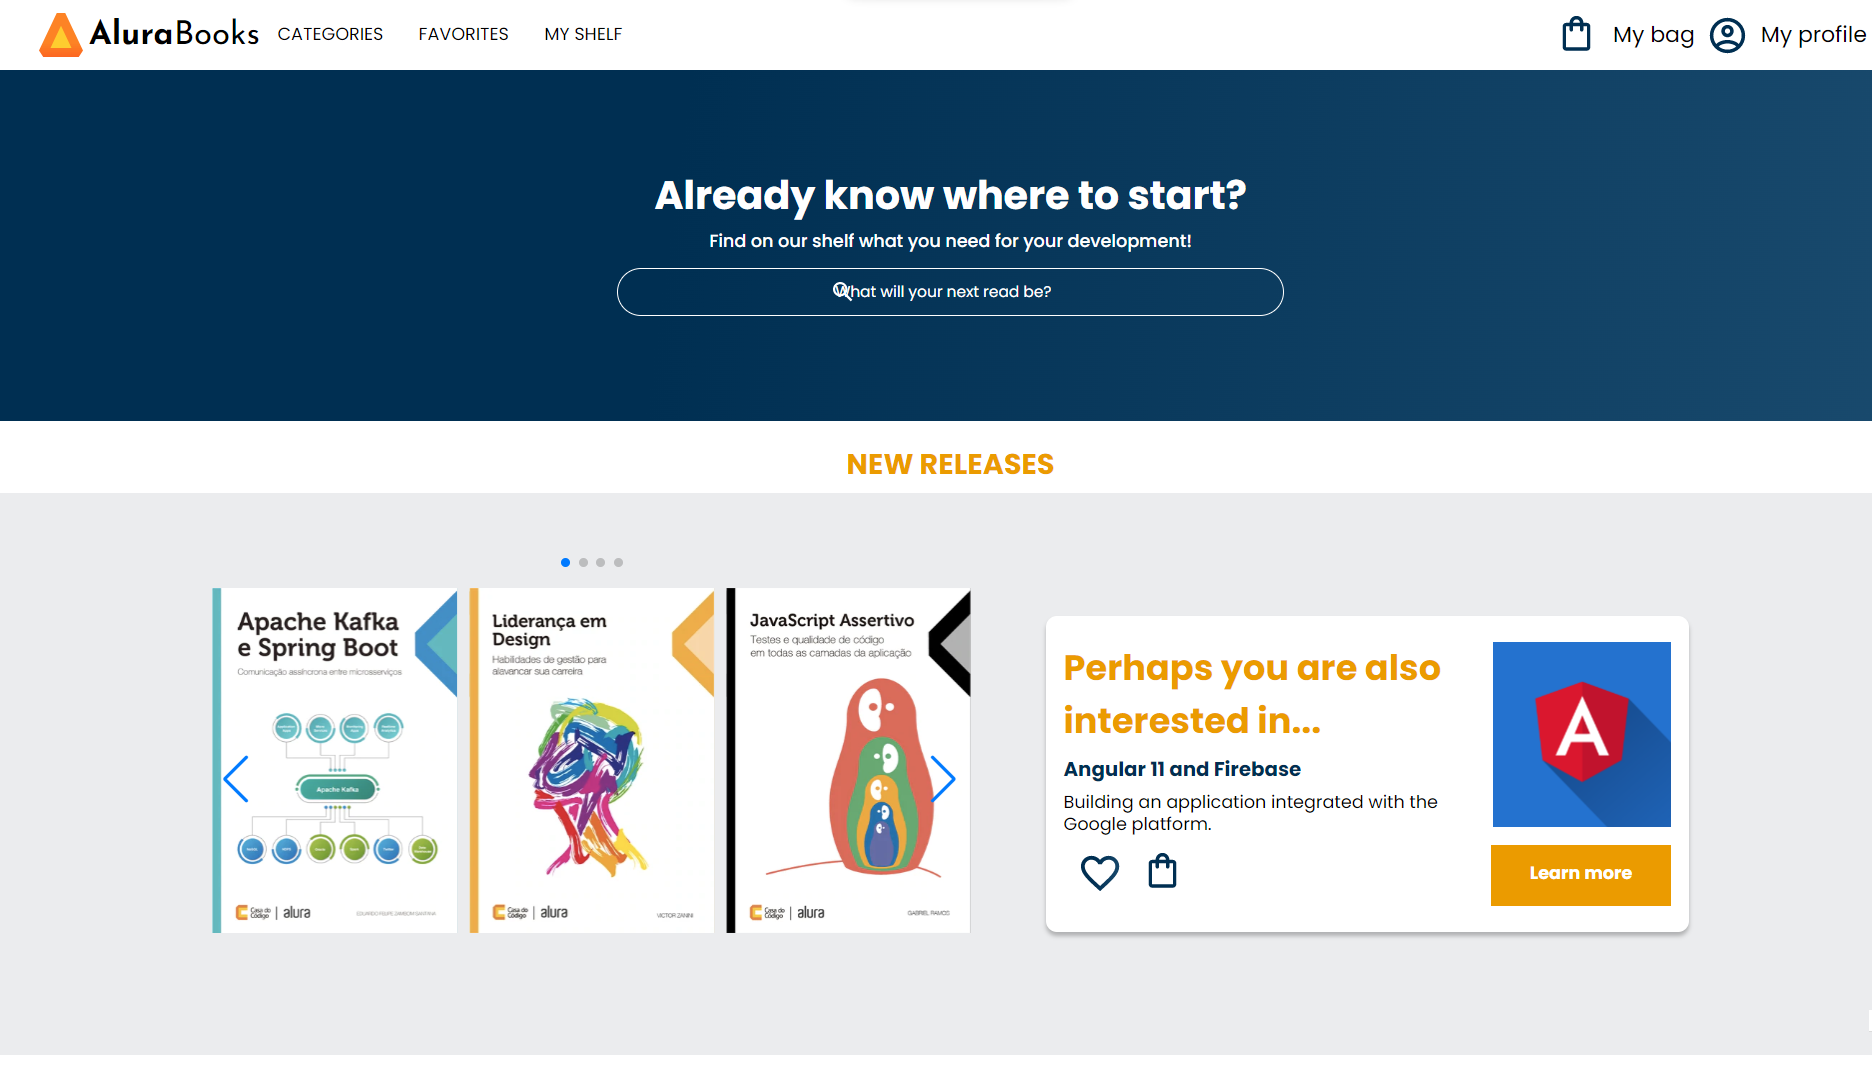 AluraBooks
CATEGORIES
FAVORITES
MY SHELF
My bag
My profile
Already know where to start?
Find on our shelf what you need for your development!
What will your next read be?
NEW RELEASES
Apache Kafka
e Spring Boot
Comunicação assíncrona entre microsserviços
Apache Kafka
Casa do
Código
alura
EDUARDO FELIPE ZAMBOM SANTANA
Liderança em
Design
Habilidades de gestão para
alavancar sua carreira
Casa do
Código
alura
VICTOR ZANINI
JavaScript Assertivo
Testes e qualidade de código
em todas as camadas da aplicação
Casa do
Código
alura
GABRIEL RAMOS
Perhaps you are also
interested in...
Angular 11 and Firebase
Building an application integrated with the
Google platform.
A
Learn more